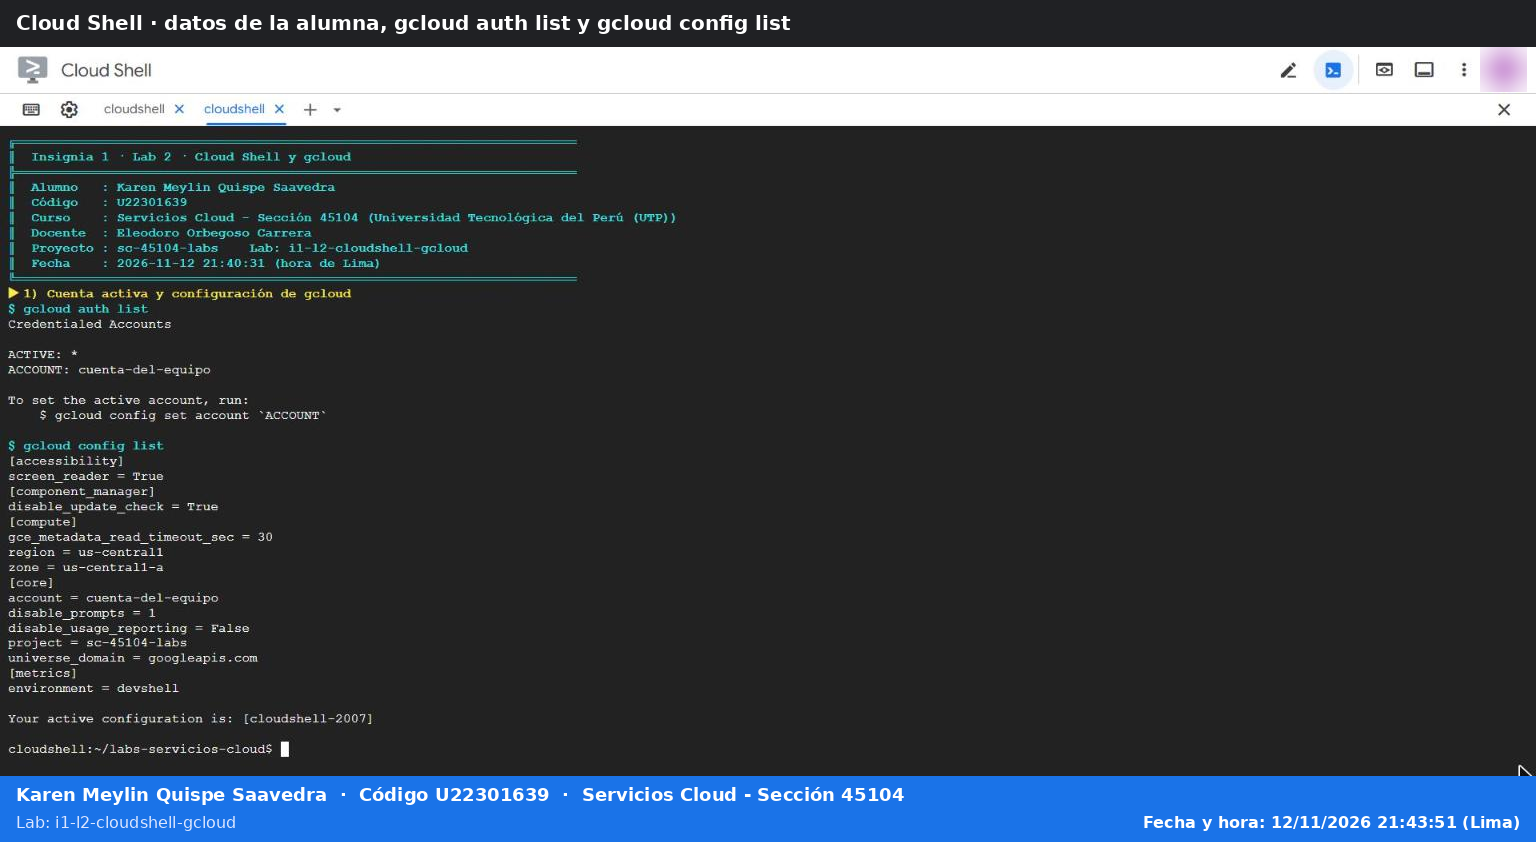 Cloud Shell · datos de la alumna, gcloud auth list y gcloud config list
Cloud Shell
cloudshell
cloudshell
Insignia 1 · Lab 2 · Cloud Shell y gcloud
Alumno : Karen Meylin Quispe Saavedra
Código : U22301639
Curso : Servicios Cloud - Sección 45104 (Universidad Tecnológica del Perú (UTP))
Docente : Eleodoro Orbegoso Carrera
Proyecto : sc-45104-labs Lab: i1-l2-cloudshell-gcloud
Fecha : 2026-11-12 21:40:31 (hora de Lima)
▶ 1) Cuenta activa y configuración de gcloud
$ gcloud auth list
Credentialed Accounts
ACTIVE: *
ACCOUNT: cuenta-del-equipo
To set the active account, run:
$ gcloud config set account `ACCOUNT`
$ gcloud config list
[accessibility]
screen_reader = True
[component_manager]
disable_update_check = True
[compute]
gce_metadata_read_timeout_sec = 30
region = us-central1
zone = us-central1-a
[core]
account = cuenta-del-equipo
disable_prompts = 1
disable_usage_reporting = False
project = sc-45104-labs
universe_domain = googleapis.com
[metrics]
environment = devshell
Your active configuration is: [cloudshell-2007]
cloudshell:~/labs-servicios-cloud$
Karen Meylin Quispe Saavedra · Código U22301639 · Servicios Cloud - Sección 45104
Lab: i1-l2-cloudshell-gcloud
Fecha y hora: 12/11/2026 21:43:51 (Lima)